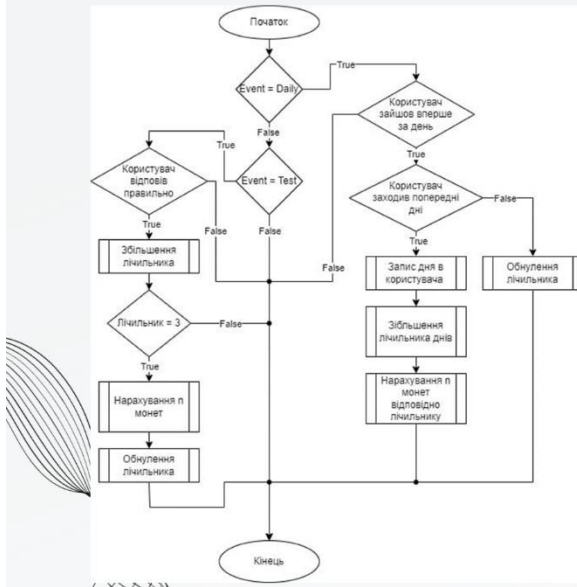 Початок
Event = Daily
True
False
Користувач
зайшов вперше
за день
True
False
Event = Test
True
False
Користувач
відповів
правильно
True
False
Користувач
заходив попередні
дні
True
False
Збільшення
лічильника
Запис дня в
користувача
Обнулення
лічильника
Лічильник = 3
False
True
Зібльшення
лічильника днів
Нарахування n
монет
Нарахування n
монет
відповідно
лічильнику
Обнулення
лічильника
Кінець